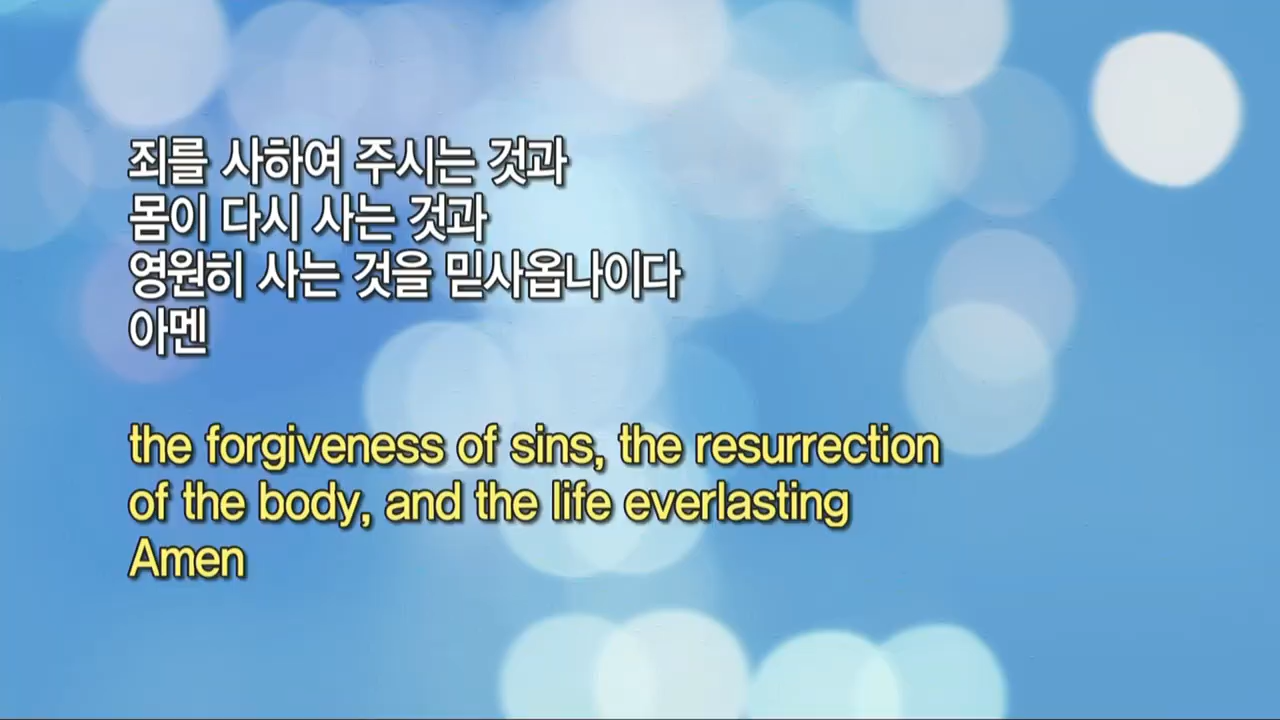 죄를 사하여 주시는 것과
몸이 다시 사는 것과
영원히 사는 것을 믿사옵나이다
아멘
the forgiveness of sins, the resurrection
of the body, and the life everlasting
Amen